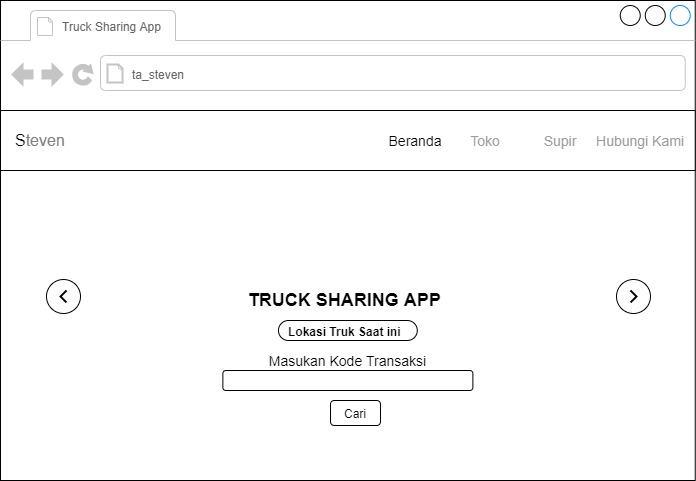 Truck Sharing App
ta_steven
Steven
Beranda Toko Supir Hubungi Kami
TRUCK SHARING APP
Lokasi Truk Saat ini
Masukan Kode Transaksi
Cari